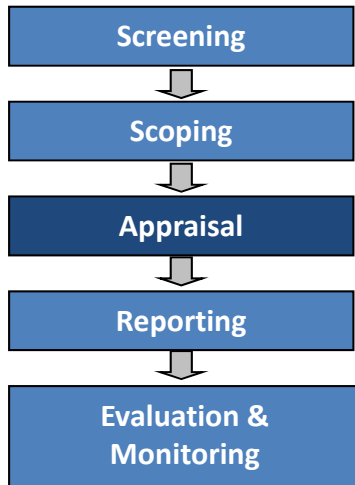 Screening
Scoping
Appraisal
Reporting
Evaluation &
Monitoring